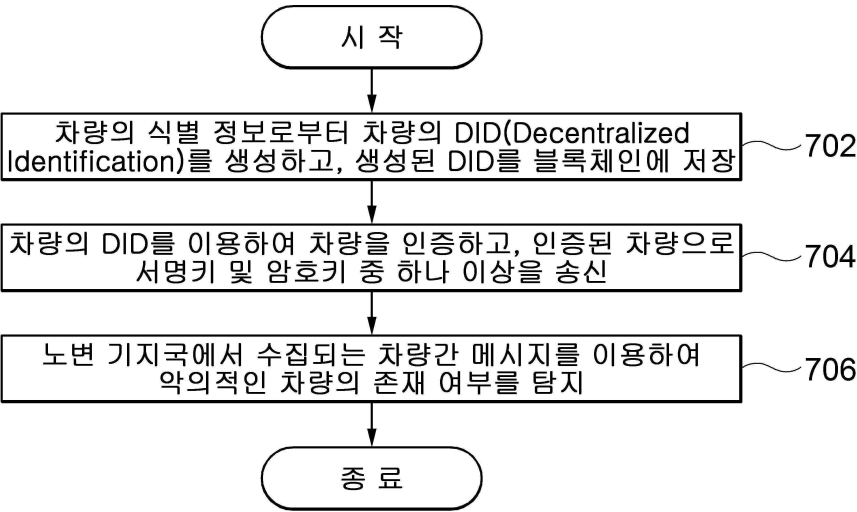 시 작
차량의 식별 정보로부터 차량의 DID(Decentralized
Identification)를 생성하고, 생성된 DID를 블록체인에 저장
702
차량의 DID를 이용하여 차량을 인증하고, 인증된 차량으로
서명키 및 암호키 중 하나 이상을 송신
704
노변 기지국에서 수집되는 차량간 메시지를 이용하여
악의적인 차량의 존재 여부를 탐지
706
종 료